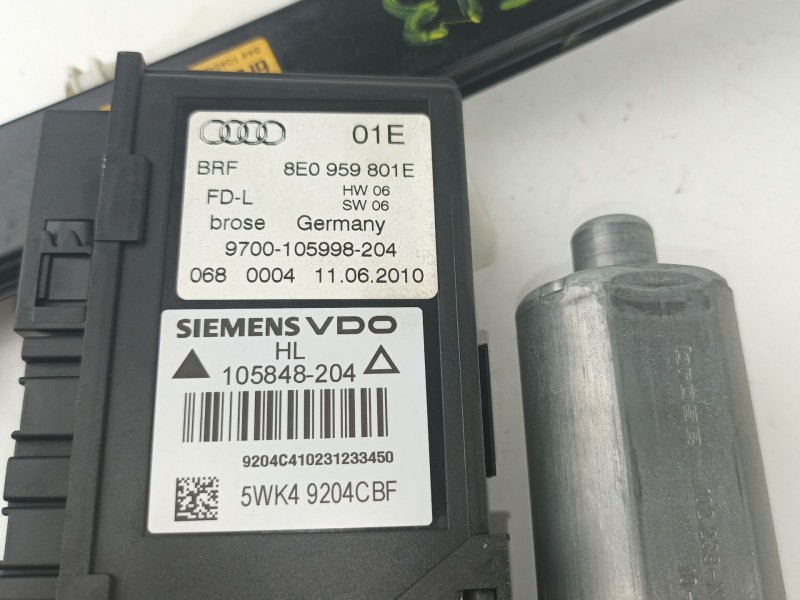 01E
BRF 8E0 959 801E
FD-L HW 06
SW 06
brose Germany
9700-105998-204
068 0004 11.06.2010
SIEMENS VDO
HL
105848-204
9204C410231233450
5WK4 9204CBF